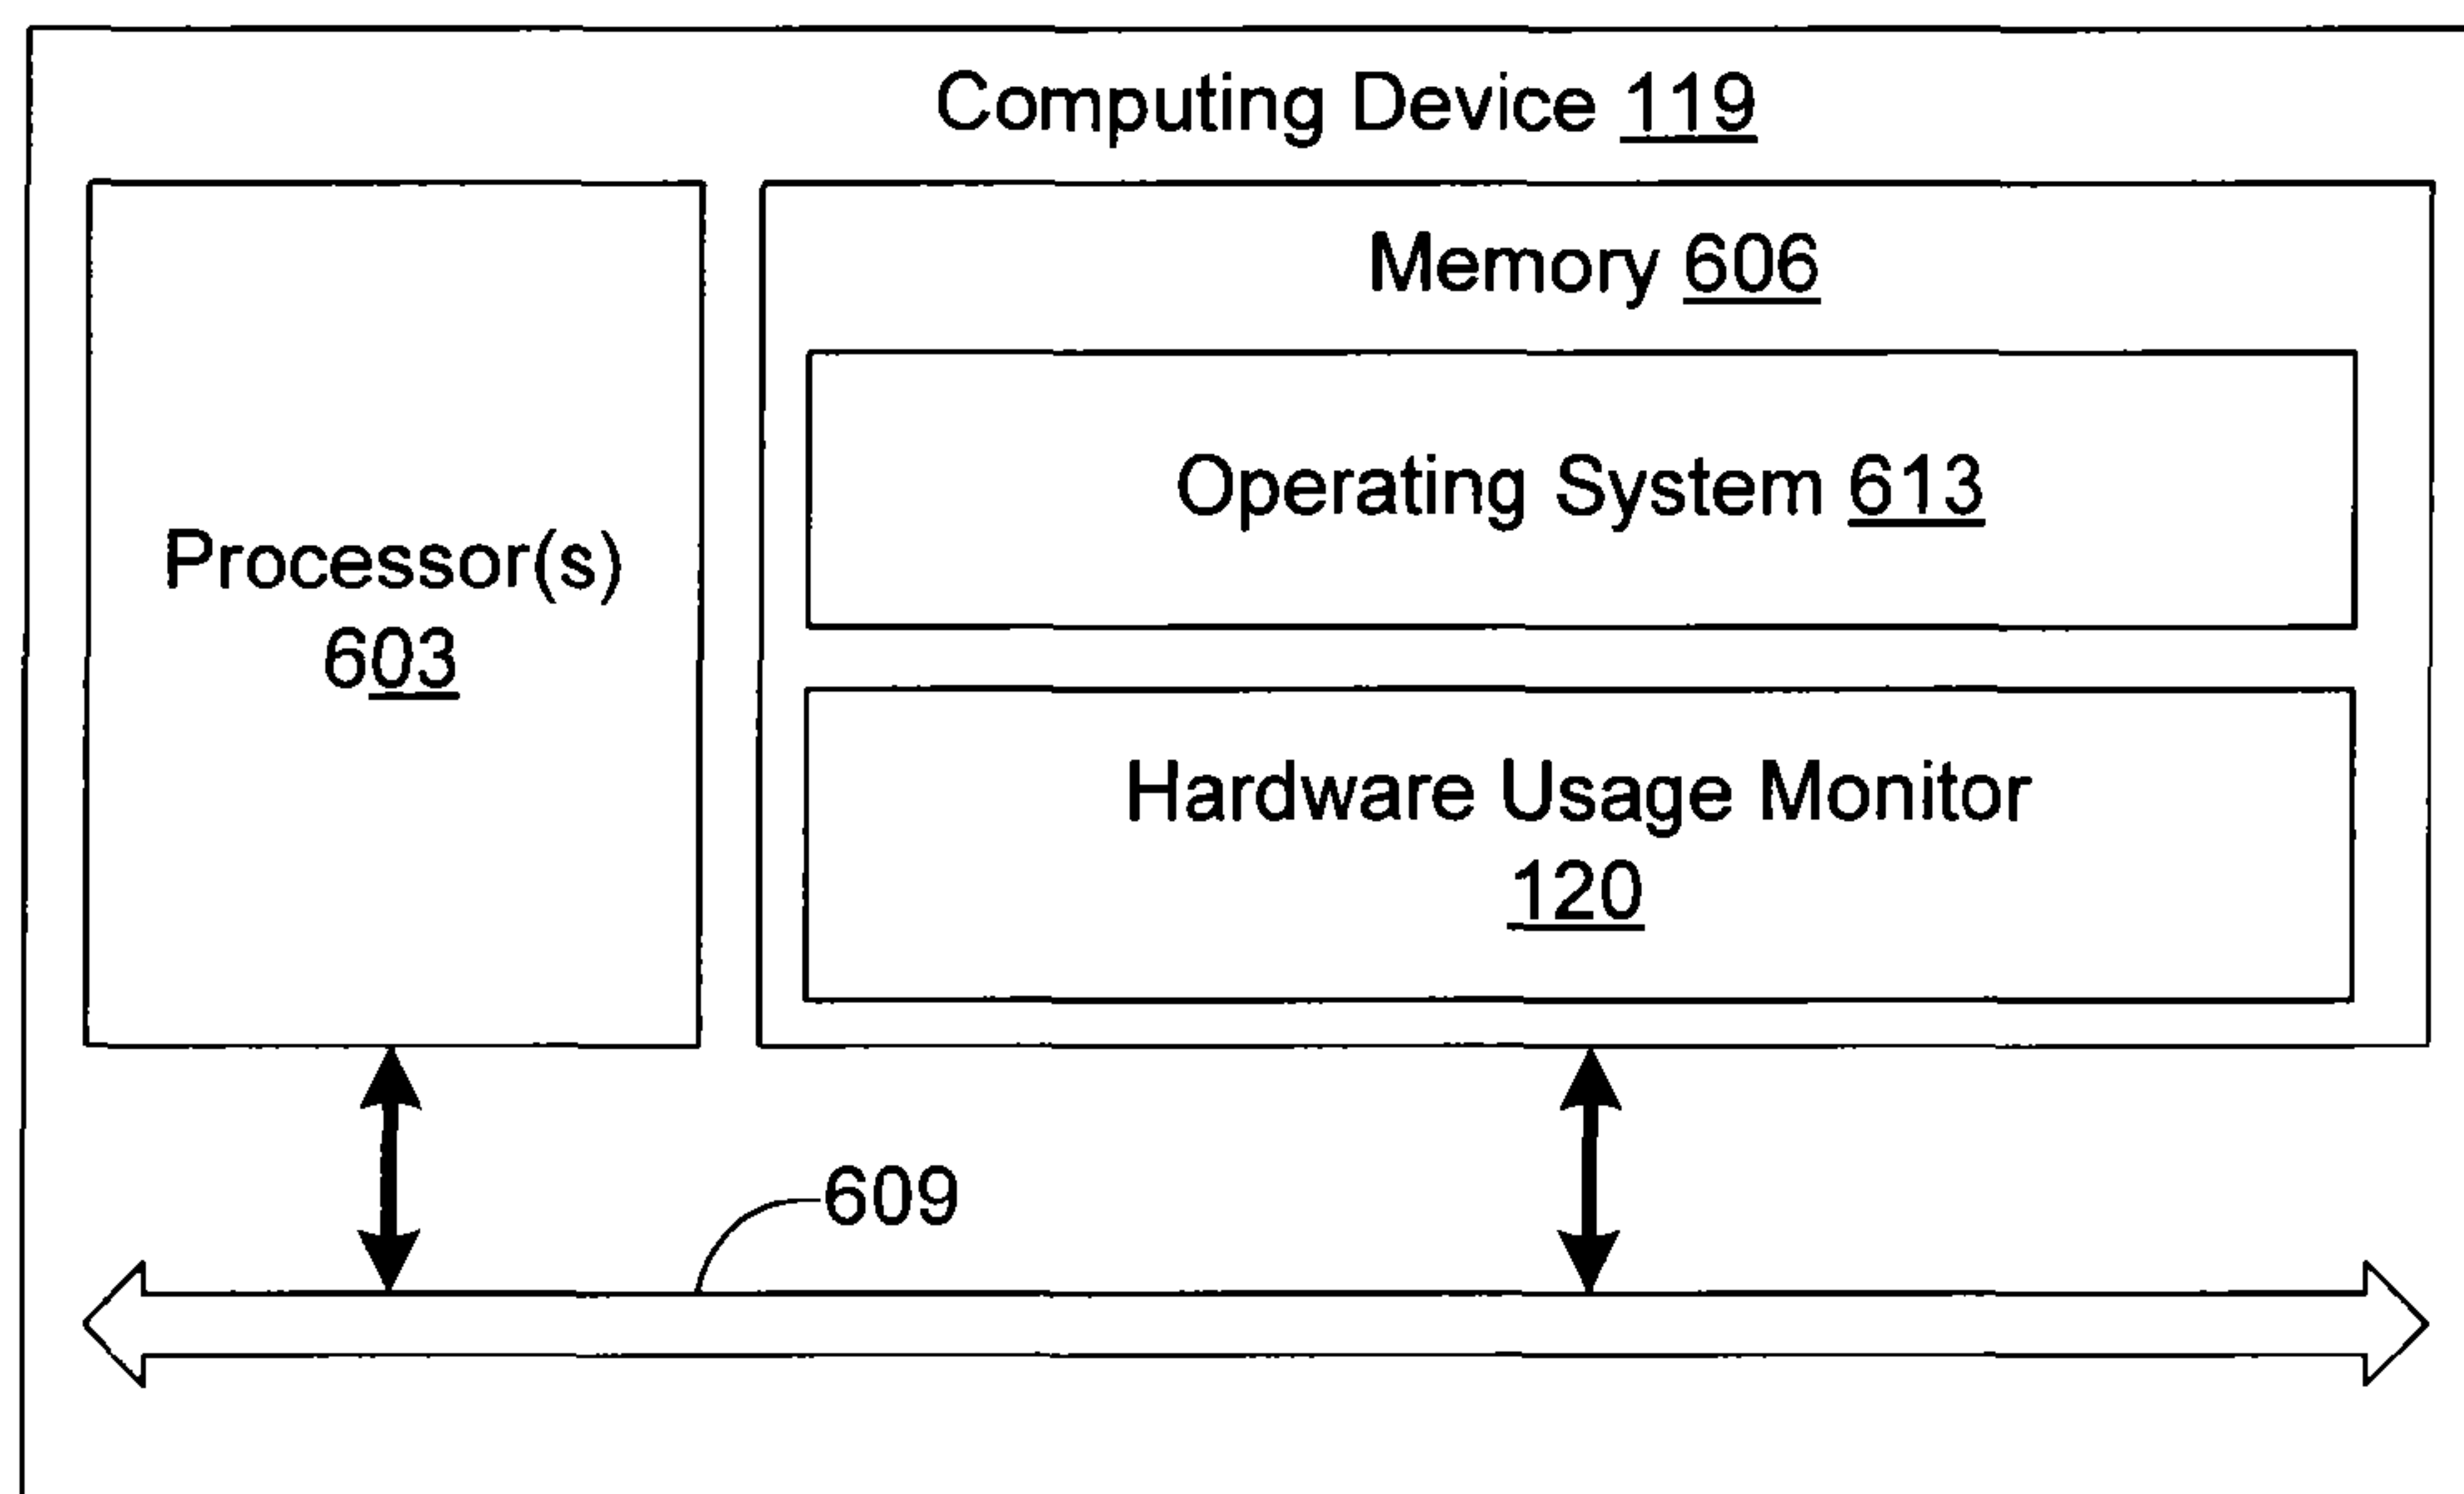 Computing Device 119
Memory 606
Operating System 613
Processor(s)
603
Hardware Usage Monitor
120
609